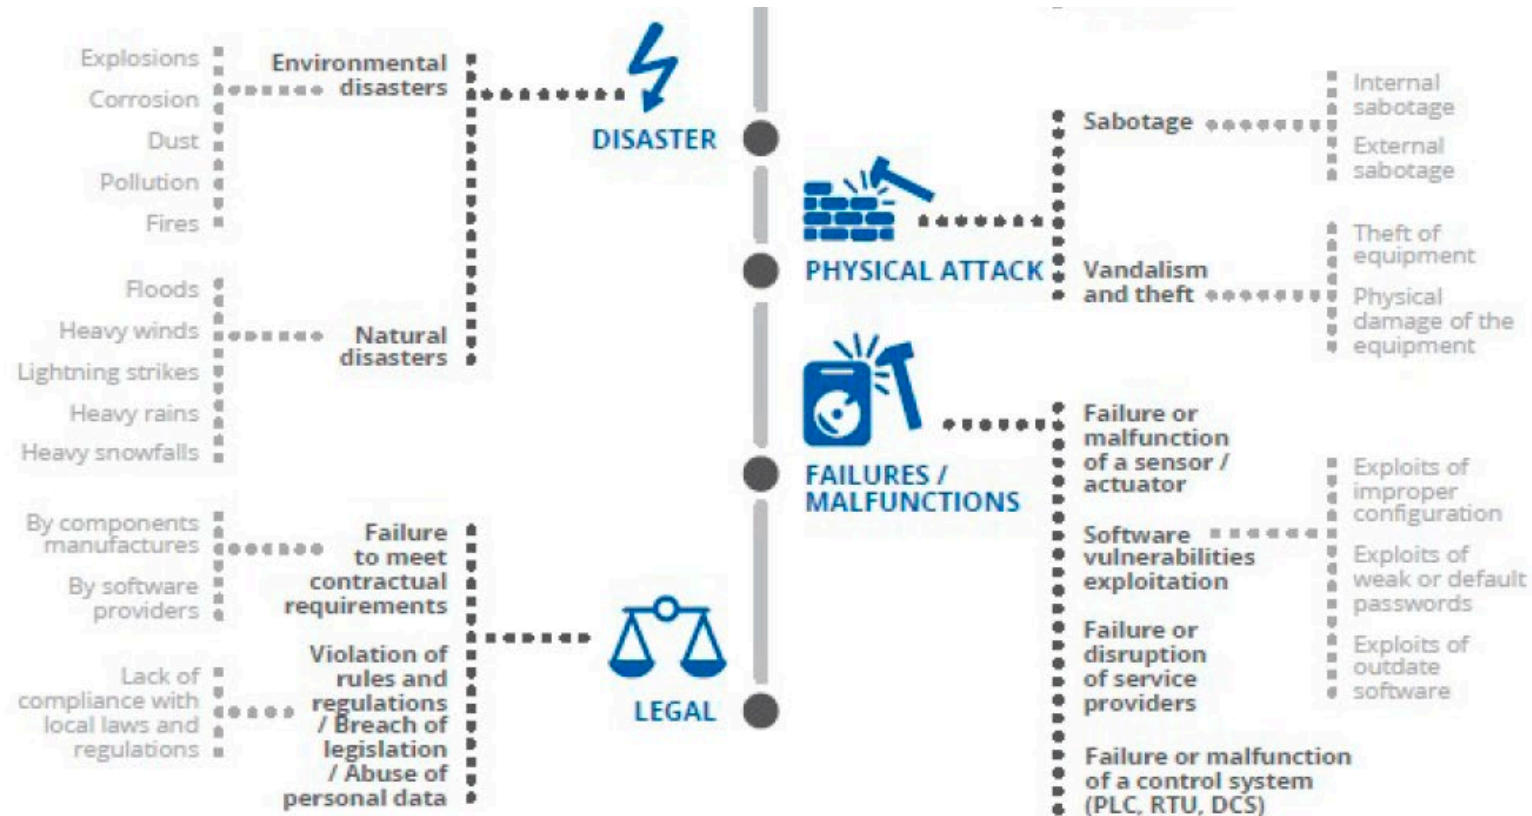 Explosions
Corrosion
Dust
Pollution
Fires
Environmental
disasters
Floods
Heavy winds
Lightning strikes
Heavy rains
Heavy snowfalls
Natural
disasters
DISASTER
PHYSICAL ATTACK
Sabotage
Internal
sabotage
External
sabotage
Vandalism
and theft
Theft of
equipment
Physical
damage of the
equipment
FAILURES /
MALFUNCTIONS
Failure or
malfunction
of a sensor /
actuator
Software
vulnerabilities
exploitation
Exploits of
improper
configuration
Exploits of
weak or default
passwords
Exploits of
outdate
software
Failure or
disruption
of service
providers
Failure or malfunction
of a control system
(PLC, RTU, DCS)
By components
manufactures
By software
providers
Failure
to meet
contractual
requirements
Lack of
compliance with
local laws and
regulations
Violation of
rules and
regulations
/ Breach of
legislation
/ Abuse of
personal data
LEGAL